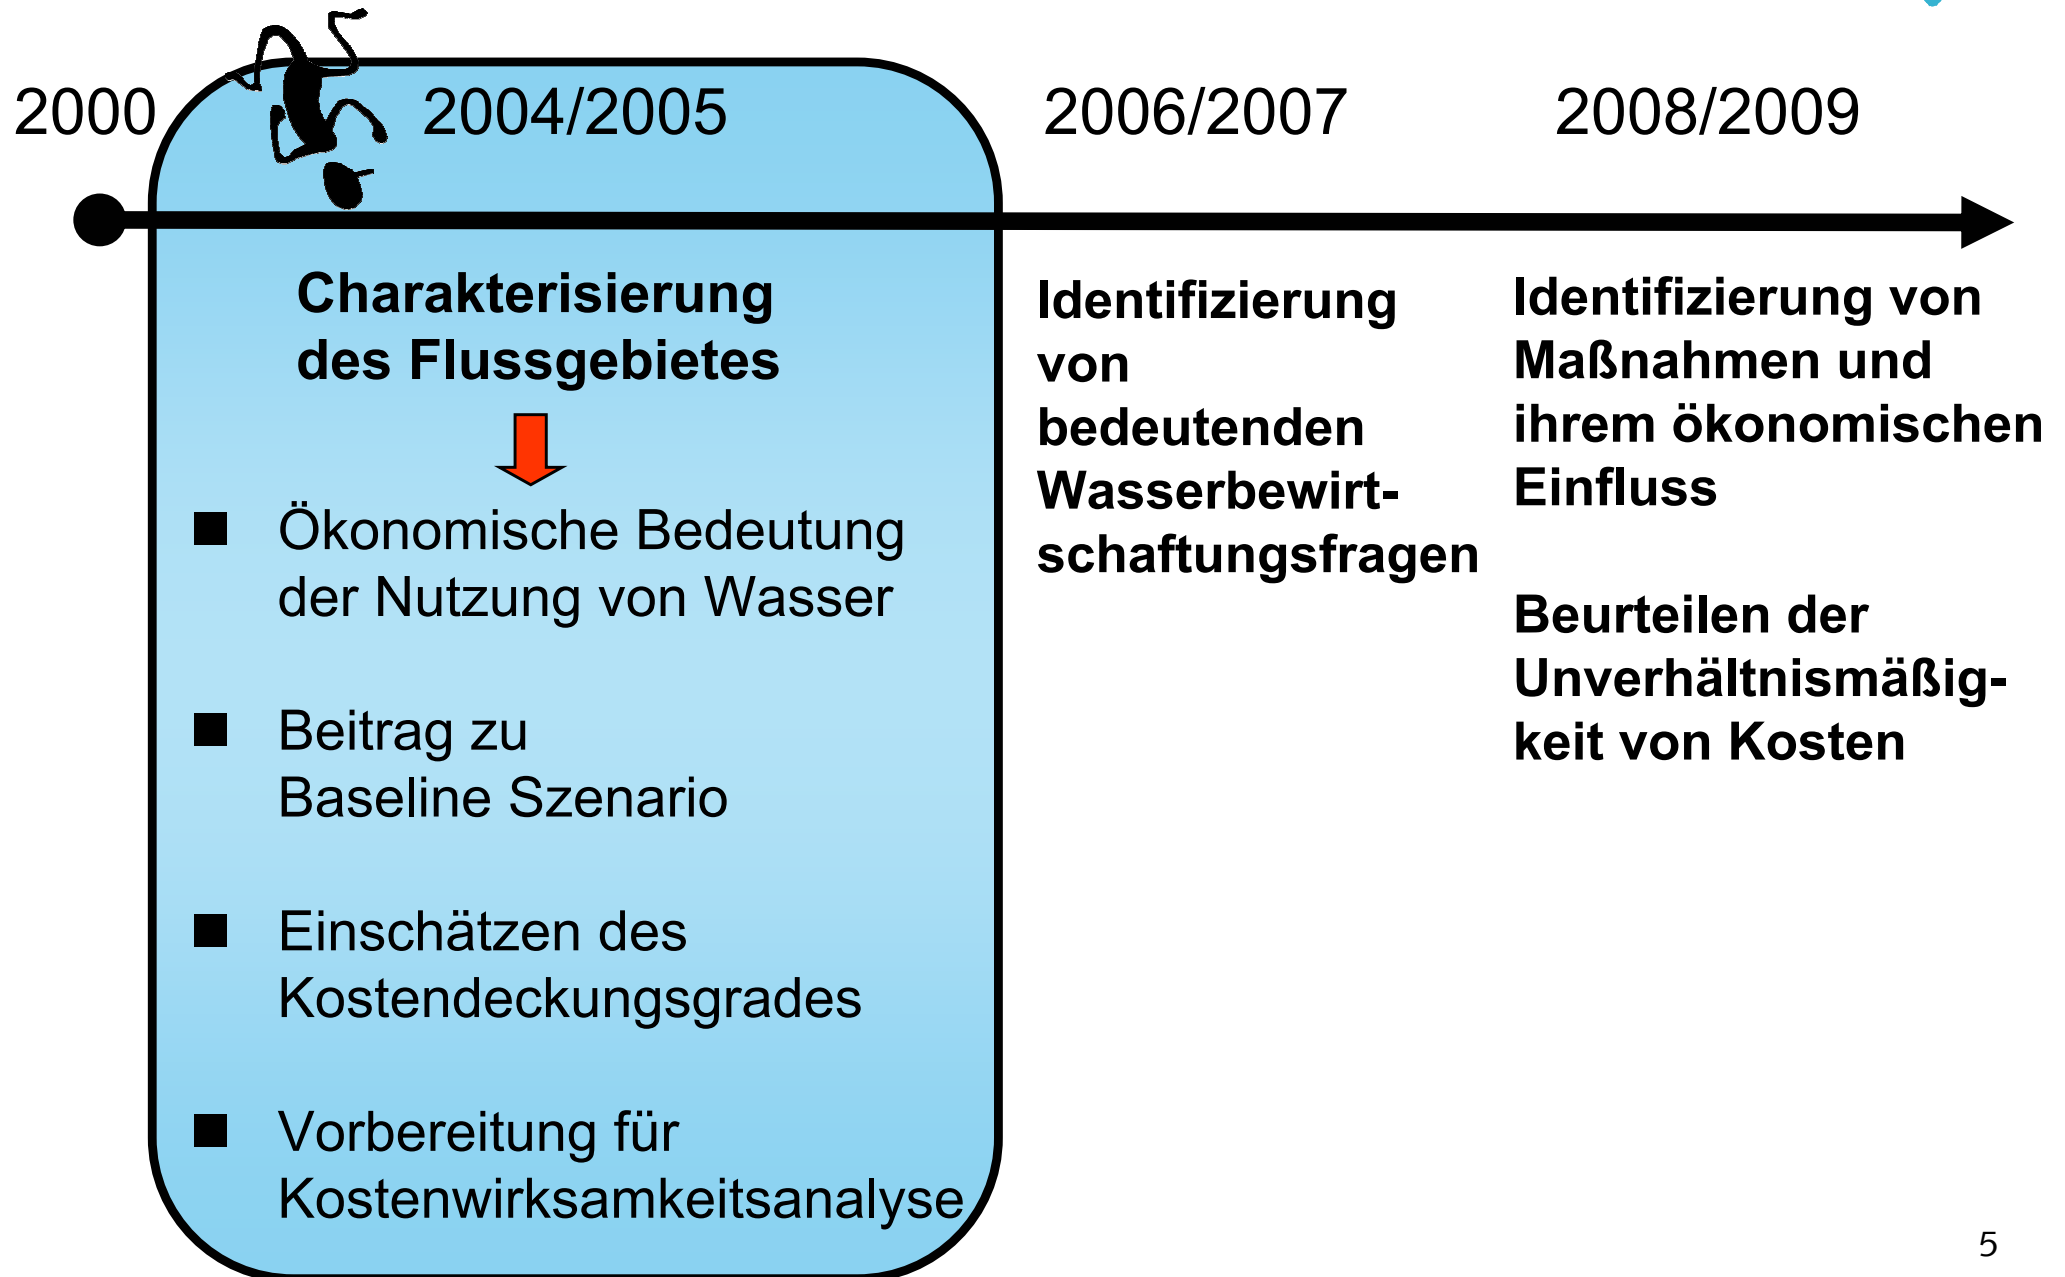 2000
2004/2005
2006/2007
2008/2009
Charakterisierung
des Flussgebietes
Ökonomische Bedeutung
der Nutzung von Wasser
Beitrag zu
Baseline Szenario
Einschätzen des
Kostendeckungsgrades
Vorbereitung für
Kostenwirksamkeitsanalyse
Identifizierung
von
bedeutenden
Wasserbewirt-
schaftungsfragen
Identifizierung von
Maßnahmen und
ihrem ökonomischen
Einfluss
Beurteilen der
Unverhältnismäßig-
keit von Kosten
5